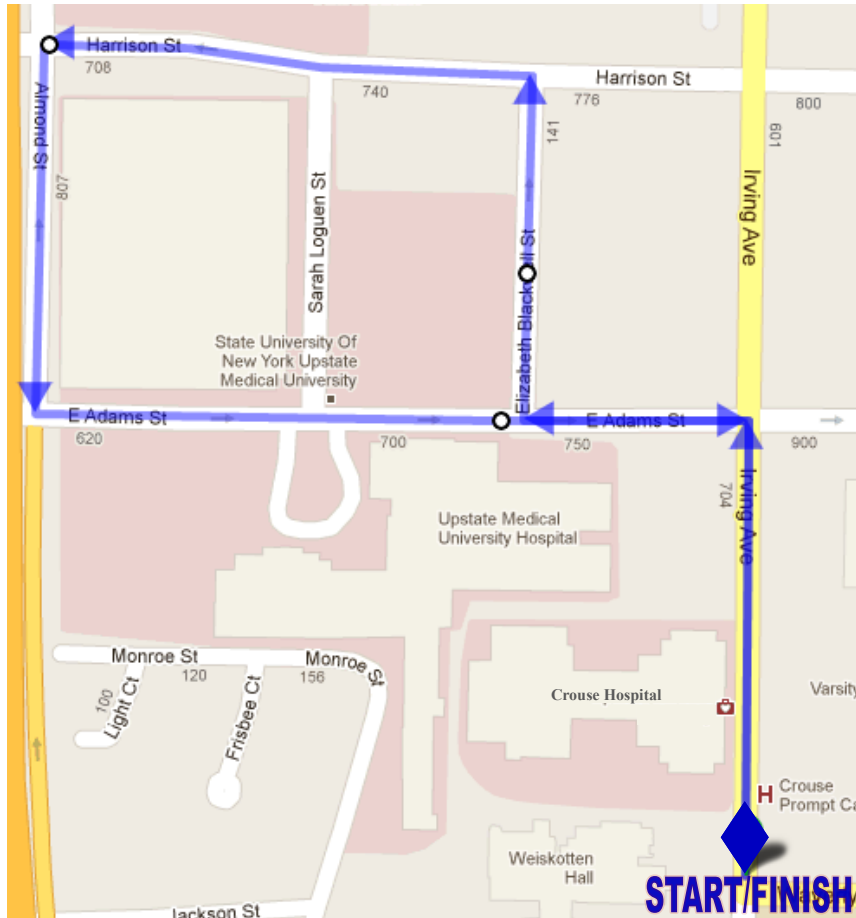 Harrison St
708
740
Harrison St
776
800
Almond St
807
Sarah Loguen St
141
601
Irving Ave
State University Of
New York Upstate
Medical University
E Adams St
620
700
E Adams St
750
900
704
Irving Ave
Upstate Medical
University Hospital
Monroe St
120
156
Monroe St
100
Light Ct
Frisbee Ct
Crouse Hospital
Varsity
H
Crouse
Prompt Ca
Weiskotten
Hall
Jackson St
START/FINISH
Elizabeth Blackwell St